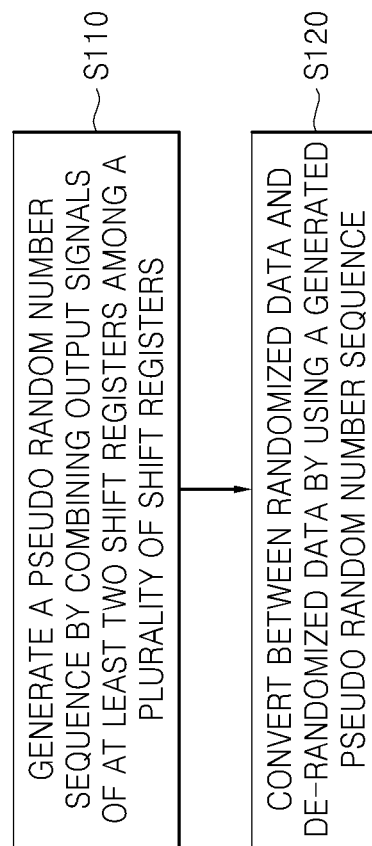 GENERATE A PSEUDO RANDOM NUMBER
SEQUENCE BY COMBINING OUTPUT SIGNALS
OF AT LEAST TWO SHIFT REGISTERS AMONG A
PLURALITY OF SHIFT REGISTERS
S110
CONVERT BETWEEN RANDOMIZED DATA AND
DE-RANDOMIZED DATA BY USING A GENERATED
PSEUDO RANDOM NUMBER SEQUENCE
S120